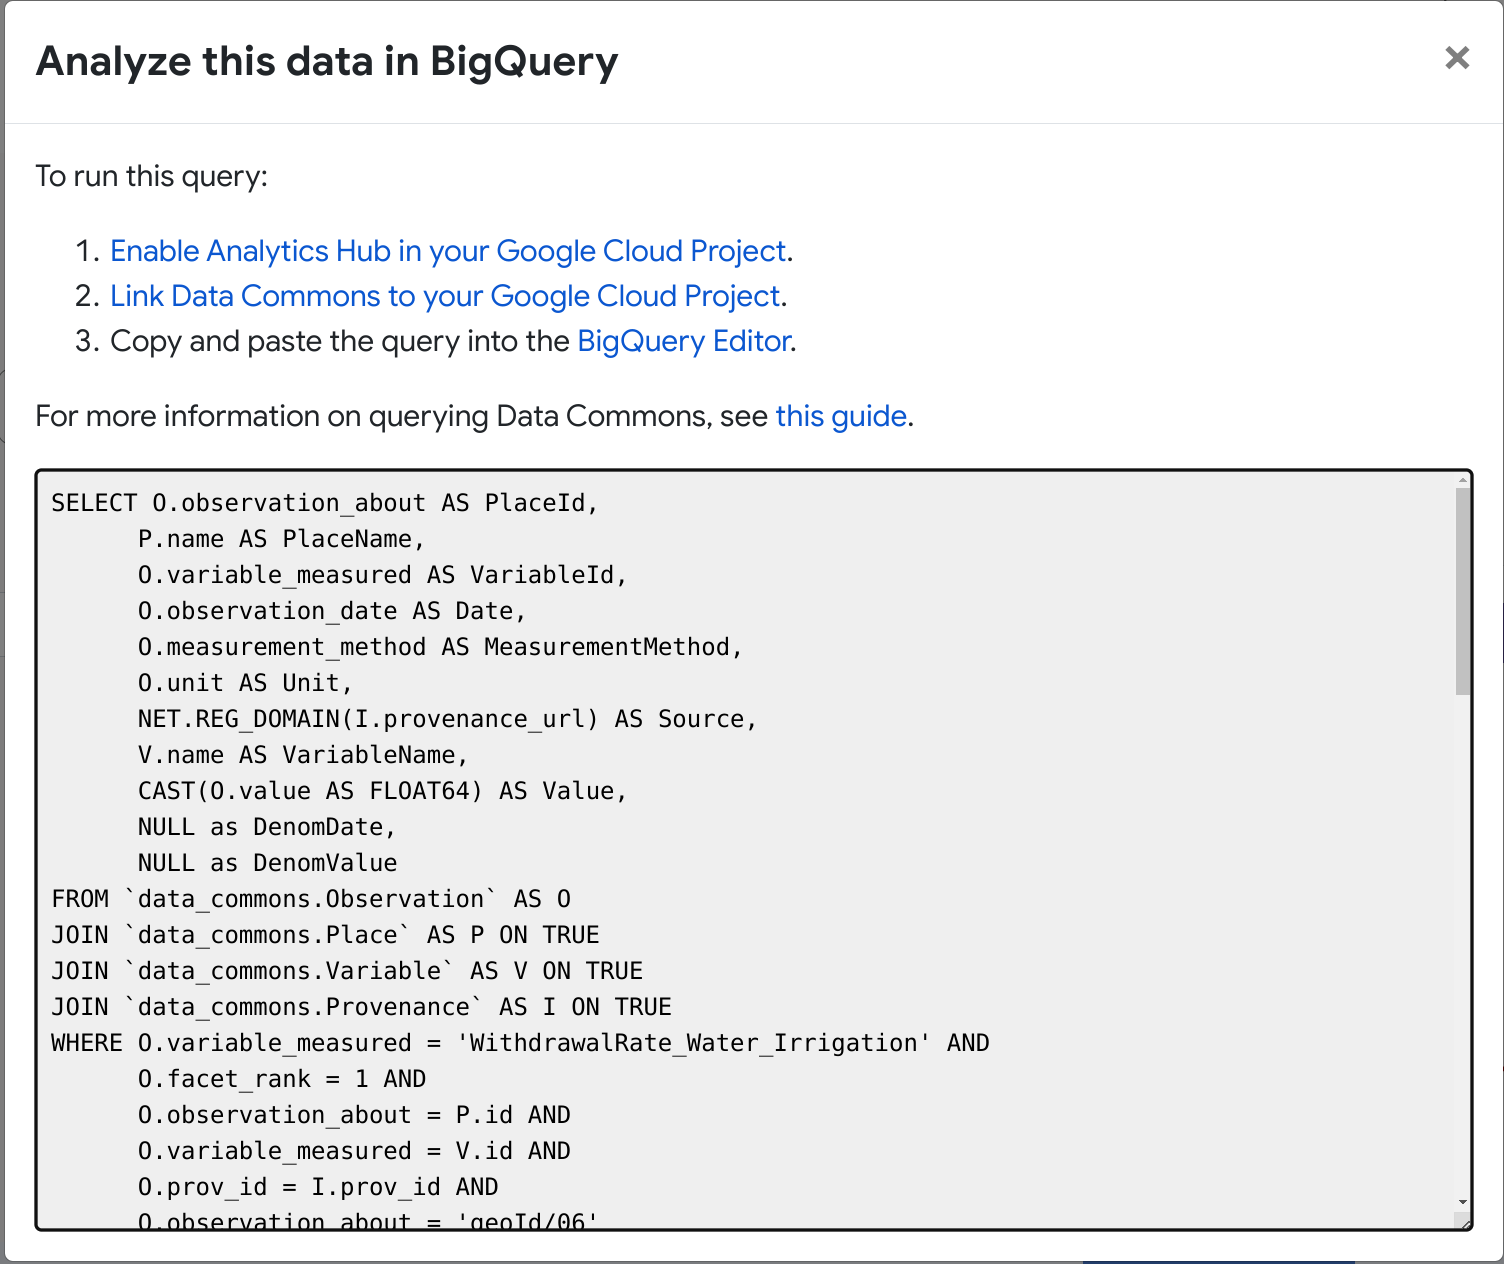 Analyze this data in BigQuery
To run this query:
1. Enable Analytics Hub in your Google Cloud Project.
2. Link Data Commons to your Google Cloud Project.
3. Copy and paste the query into the BigQuery Editor.
For more information on querying Data Commons, see this guide.
SELECT O.observation_about AS PlaceId,
      P.name AS PlaceName,
      O.variable_measured AS VariableId,
      O.observation_date AS Date,
      O.measurement_method AS MeasurementMethod,
      O.unit AS Unit,
      NET.REG_DOMAIN(I.provenance_url) AS Source,
      V.name AS VariableName,
      CAST(O.value AS FLOAT64) AS Value,
      NULL as DenomDate,
      NULL as DenomValue
FROM `data_commons.Observation` AS O
JOIN `data_commons.Place` AS P ON TRUE
JOIN `data_commons.Variable` AS V ON TRUE
JOIN `data_commons.Provenance` AS I ON TRUE
WHERE O.variable_measured = 'WithdrawalRate_Water_Irrigation' AND
      O.facet_rank = 1 AND
      O.observation_about = P.id AND
      O.variable_measured = V.id AND
      O.prov_id = I.prov_id AND
      O.observation_about = 'geoId/06'